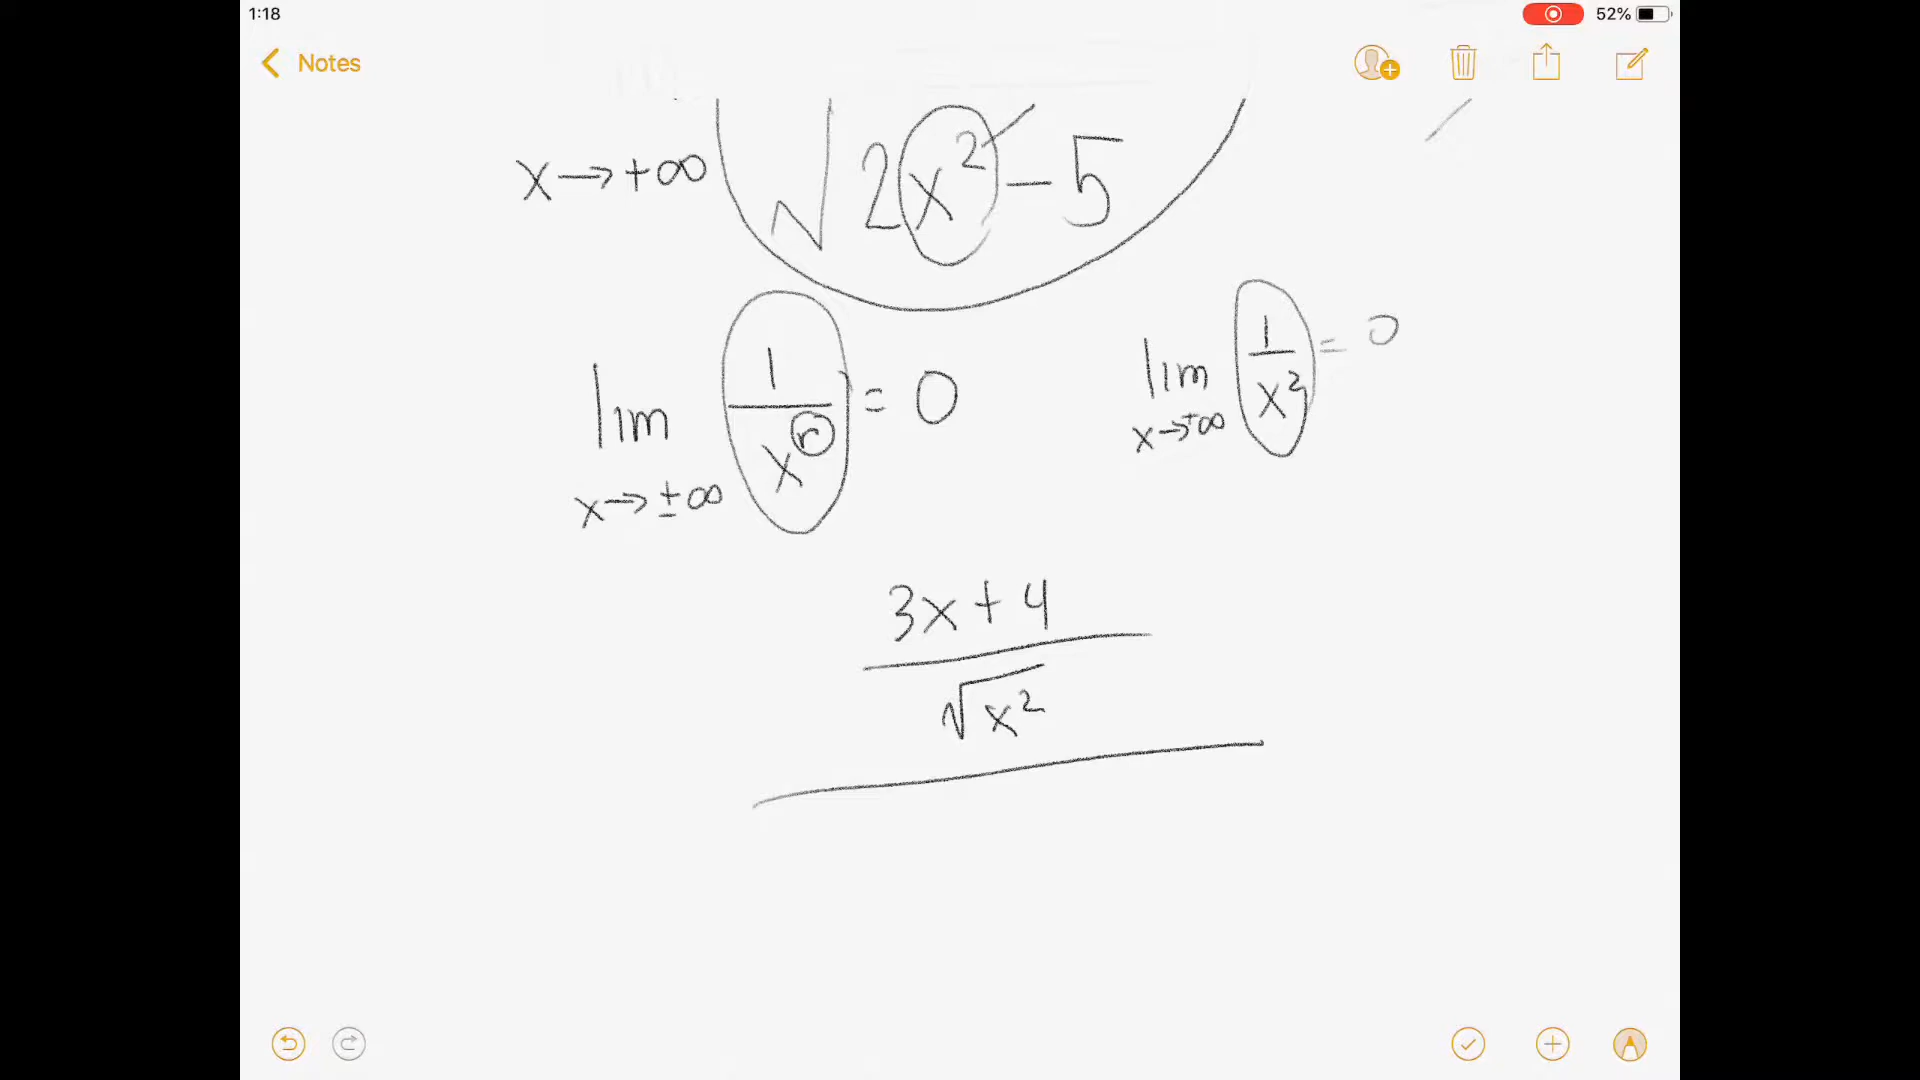 1:18
52%
Notes
x→+∞ √2x²-5
lim 1/x^r = 0
x→±∞
lim 1/x² = 0
x→+∞
3x+4
√x²